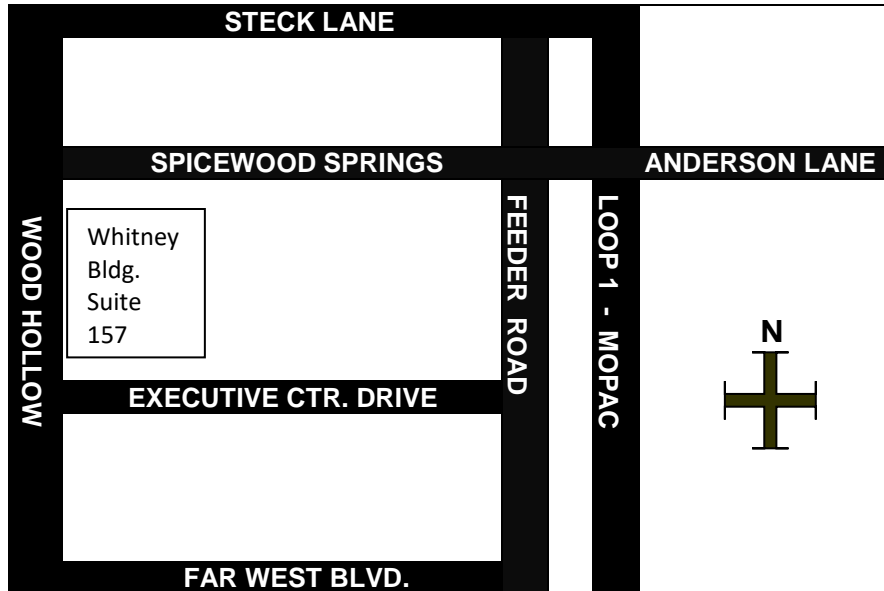 STECK LANE
SPICEWOOD SPRINGS
ANDERSON LANE
WOOD HOLLOW
Whitney
Bldg.
Suite
157
FEEDER ROAD
LOOP 1 - MOPAC
N
EXECUTIVE CTR. DRIVE
FAR WEST BLVD.